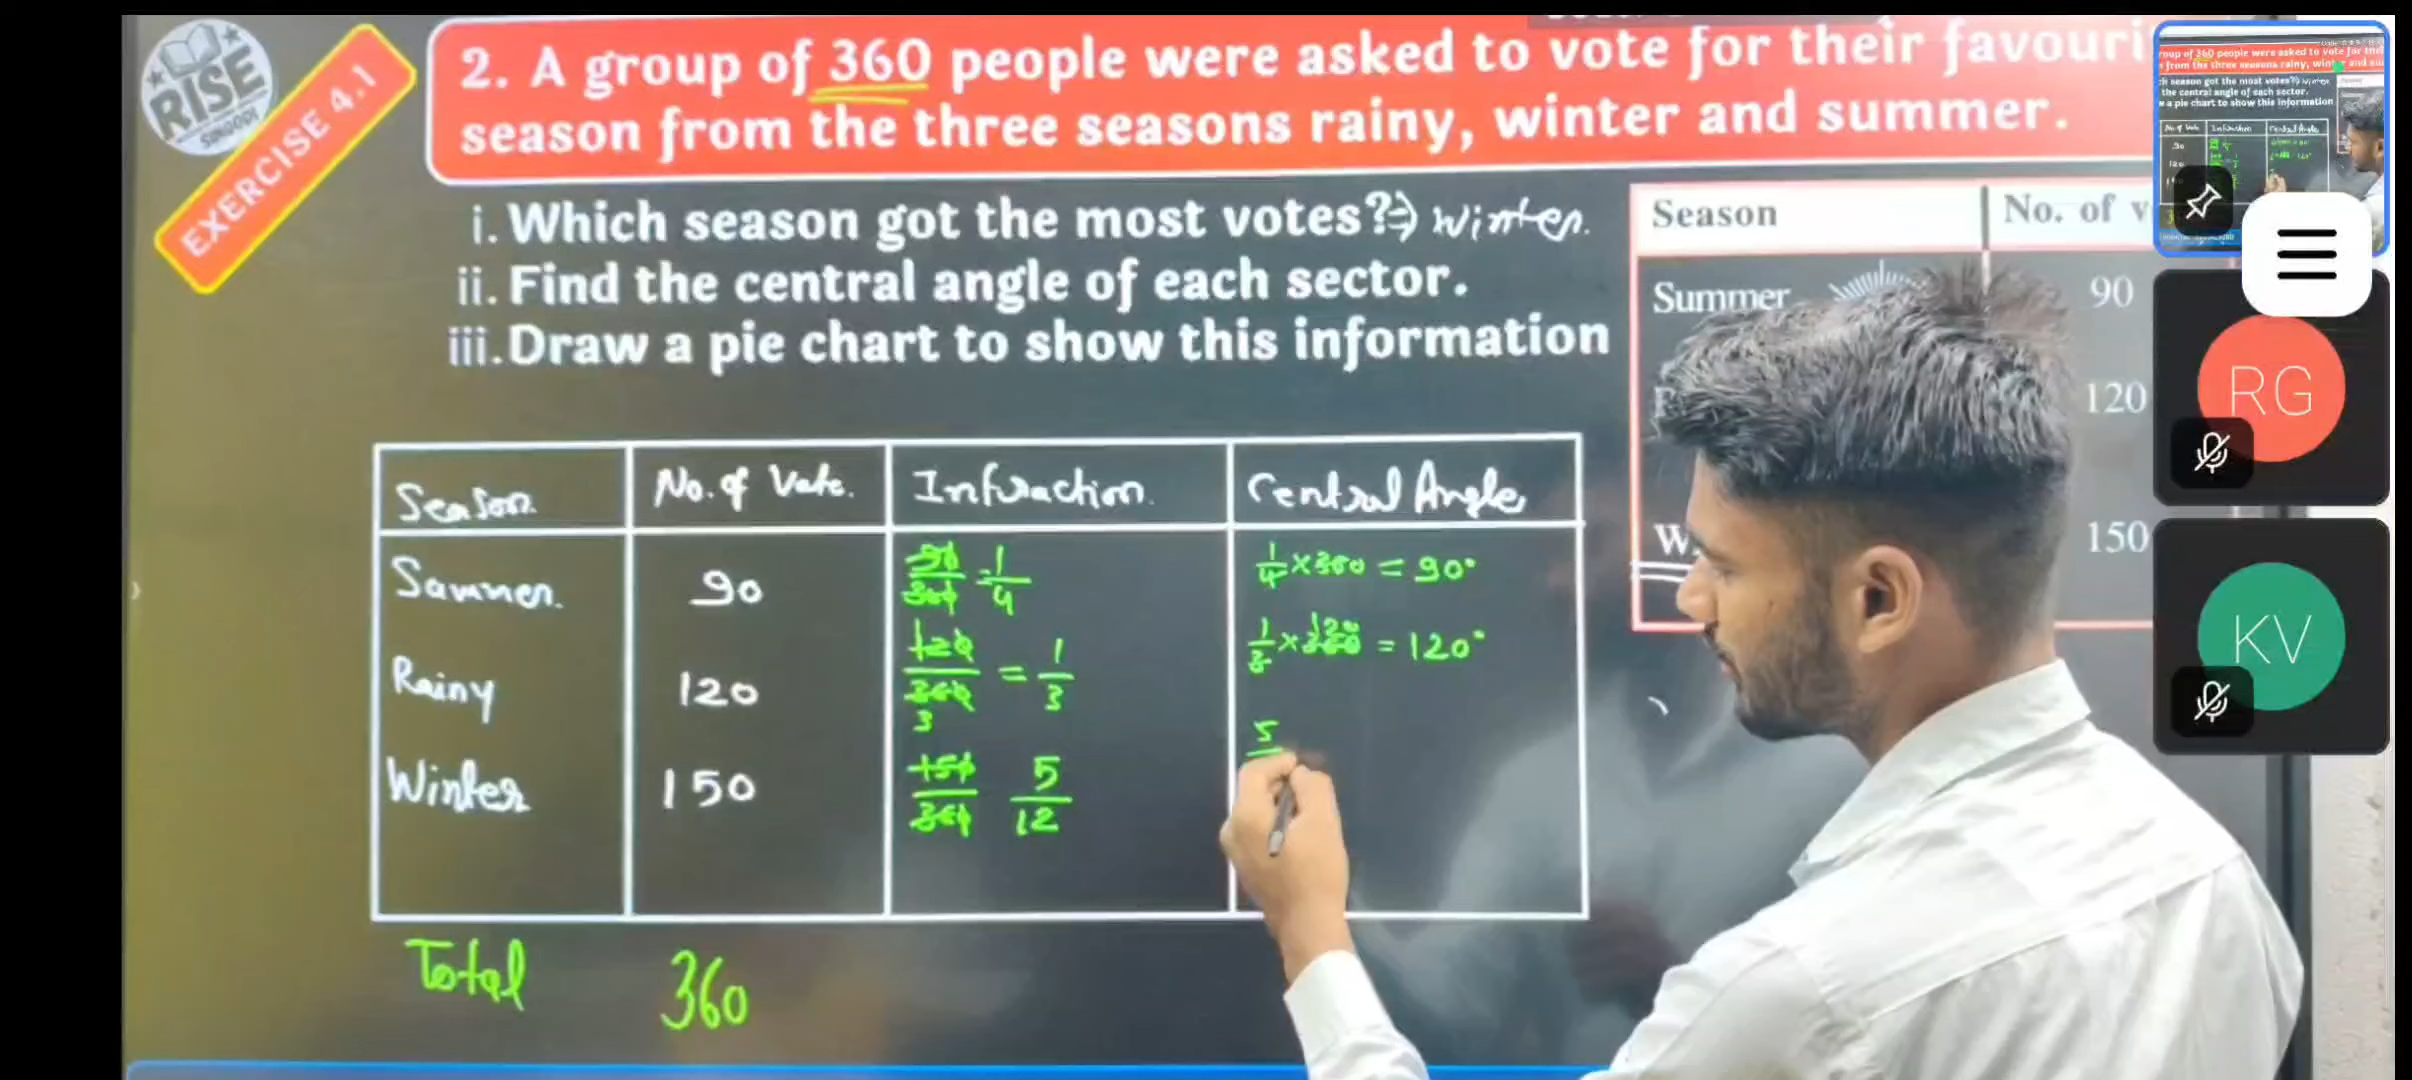 RISE
SINGODI
EXERCISE 4.1
2. A group of 360 people were asked to vote for their favouri
season from the three seasons rainy, winter and summer.
i. Which season got the most votes? ⇒ Winter.
ii. Find the central angle of each sector.
iii. Draw a pie chart to show this information
Season No. of v
Summer 90
120
W 150
Season No. of Vote. Infraction. Central Angle
Summer. 90 90/360 = 1/4 1/4 × 360 = 90°
Rainy 120 120/360 3 = 1/3 1/3 × 360 120 = 120°
Winter 150 150/360 5/12 5
Total 360
RG
KV